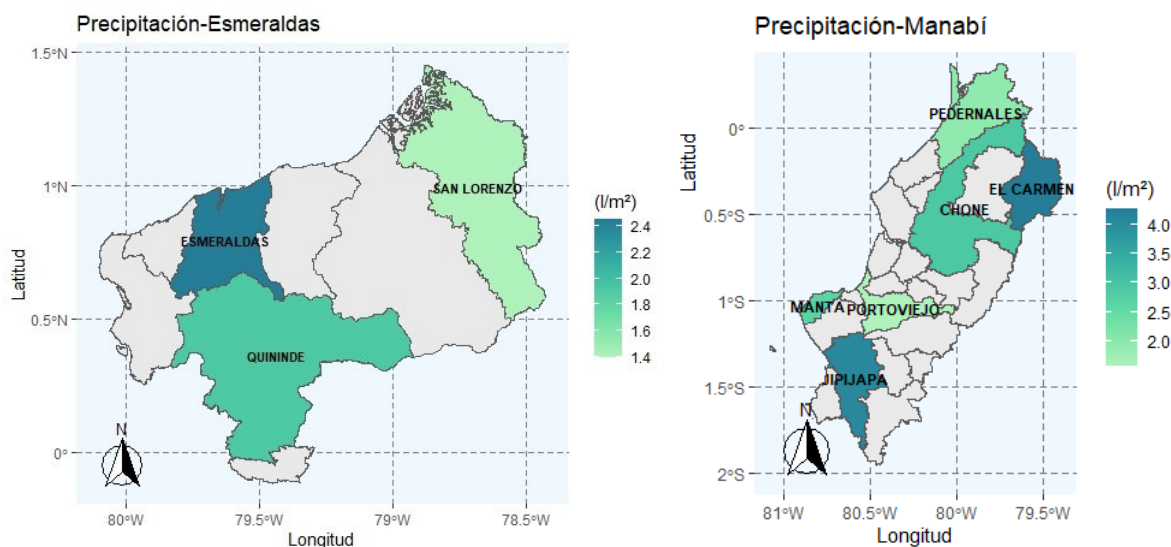 Precipitación-Esmeraldas
1.5°N
1°N
0.5°N
0°
Latitud
SAN LORENZO
ESMERALDAS
QUININDE
N
80°W 79.5°W 79°W 78.5°W
Longitud
(l/m²)
2.4
2.2
2.0
1.8
1.6
1.4
Precipitación-Manabí
0°
0.5°S
1°S
1.5°S
2°S
Latitud
PEDERNALES
EL CARMEN
CHONE
MANTA PORTOVIEJO
JIPIJAPA
N
81°W 80.5°W 80°W 79.5°W
Longitud
(l/m²)
4.0
3.5
3.0
2.5
2.0